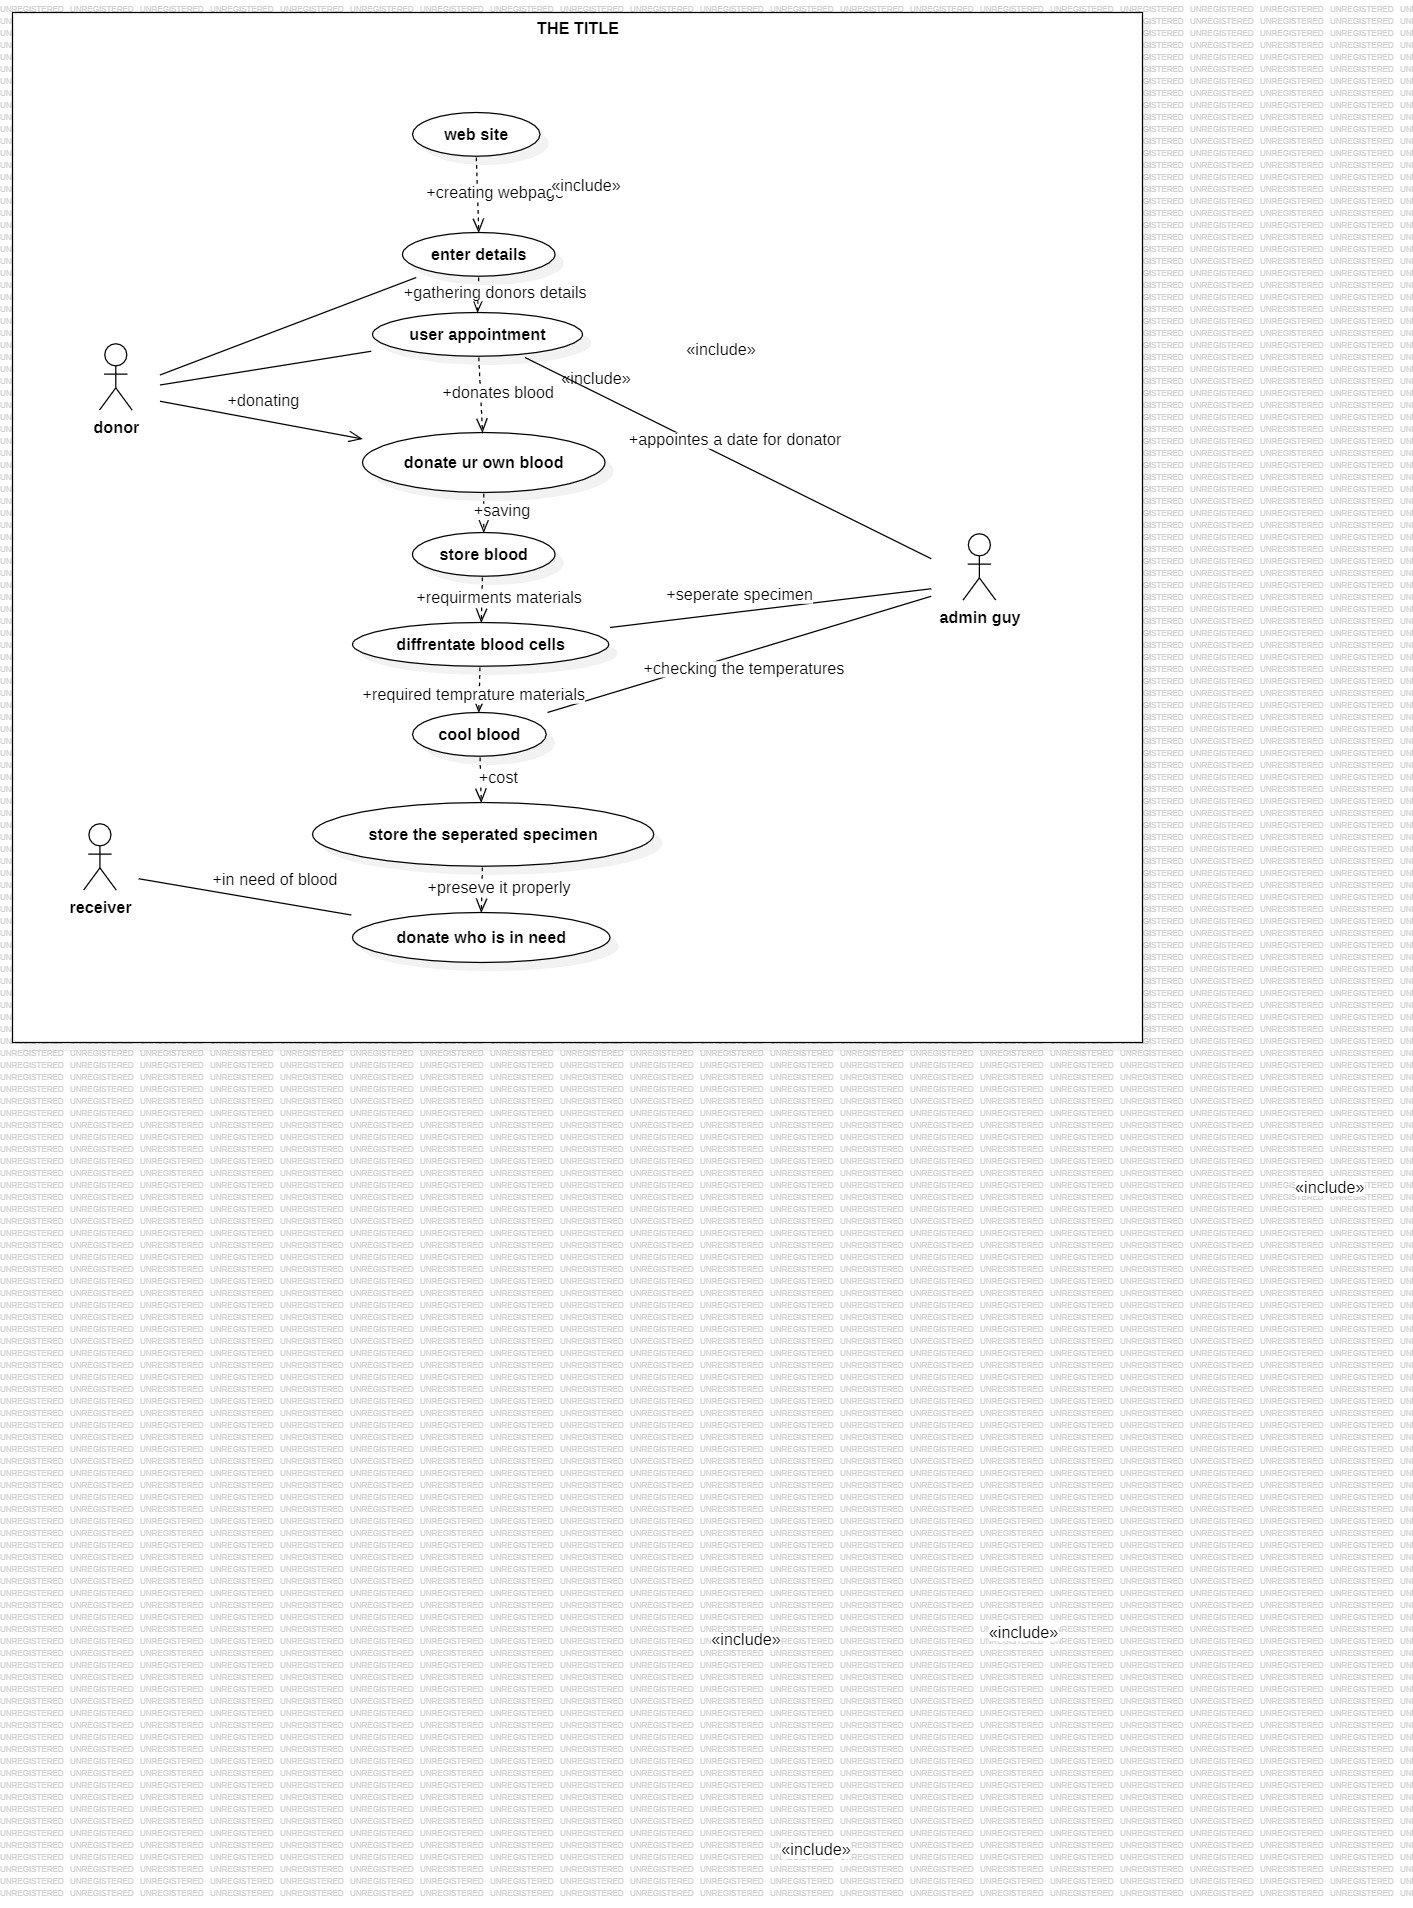 THE TITLE
web site
+creating webpage
«include»
enter details
+gathering donors details
user appointment
«include»
«include»
+donates blood
+donating
donor
+appointes a date for donator
donate ur own blood
+saving
store blood
+seperate specimen
+requirments materials
admin guy
diffrentate blood cells
+checking the temperatures
+required temprature materials
cool blood
+cost
store the seperated specimen
+in need of blood
+preseve it properly
receiver
donate who is in need
«include»
«include»
«include»
«include»
UNREGISTERED